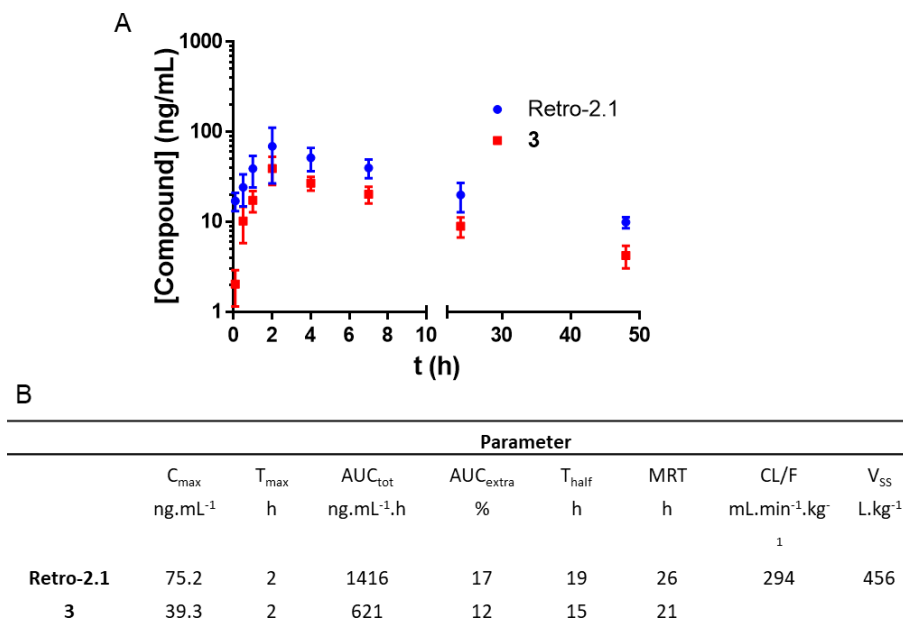 A
[Compound] (ng/mL)
1000
100
10
1
Retro-2.1
3
0 2 4 6 8 10 30 40 50
t (h)
B
Parameter
Cmax Tmax AUCtot AUCextra Thalf MRT CL/F VSS
ng.mL-1 h ng.mL-1.h % h h mL.min-1.kg- L.kg-1
1
Retro-2.1 75.2 2 1416 17 19 26 294 456
3 39.3 2 621 12 15 21